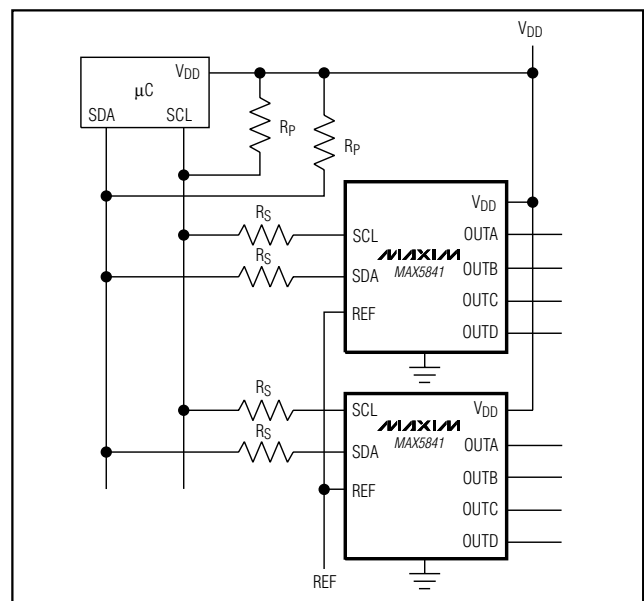 VDD
VDD
μC
SDA
SCL
RP
RP
RS
SCL
RS
SDA
REF
MAXIM
MAX5841
VDD
OUTA
OUTB
OUTC
OUTD
RS
SCL
RS
SDA
REF
MAXIM
MAX5841
VDD
OUTA
OUTB
OUTC
OUTD
REF